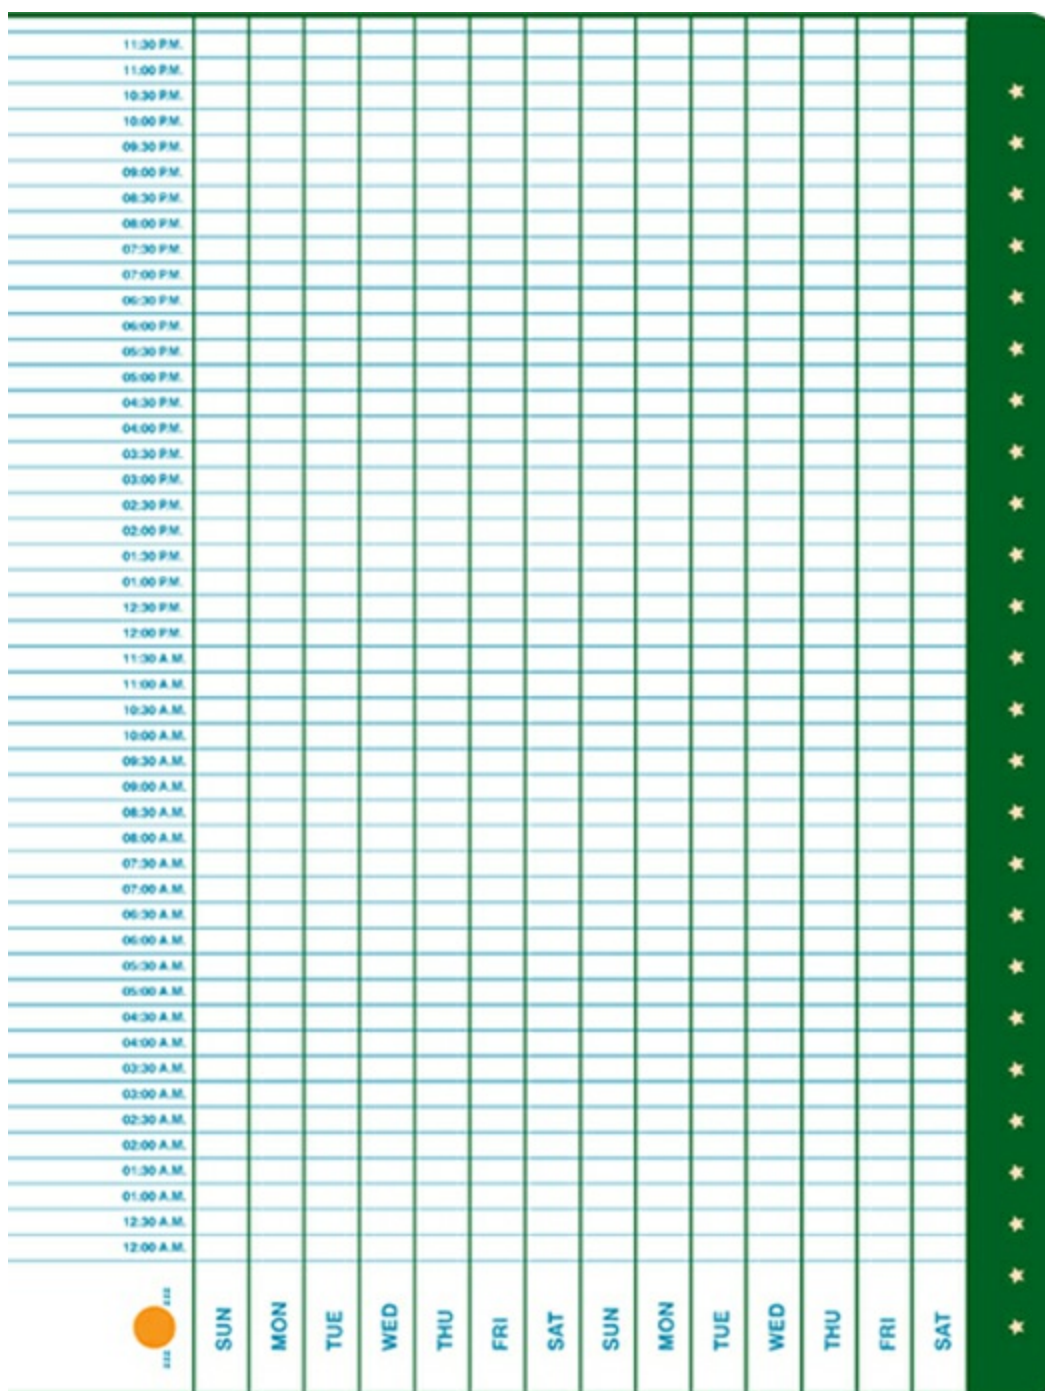 11:30 P.M.
11:00 P.M.
10:30 P.M.
10:00 P.M.
09:30 P.M.
09:00 P.M.
08:30 P.M.
08:00 P.M.
07:30 P.M.
07:00 P.M.
06:30 P.M.
06:00 P.M.
05:30 P.M.
05:00 P.M.
04:30 P.M.
04:00 P.M.
03:30 P.M.
03:00 P.M.
02:30 P.M.
02:00 P.M.
01:30 P.M.
01:00 P.M.
12:30 P.M.
12:00 P.M.
11:30 A.M.
11:00 A.M.
10:30 A.M.
10:00 A.M.
09:30 A.M.
09:00 A.M.
08:30 A.M.
08:00 A.M.
07:30 A.M.
07:00 A.M.
06:30 A.M.
06:00 A.M.
05:30 A.M.
05:00 A.M.
04:30 A.M.
04:00 A.M.
03:30 A.M.
03:00 A.M.
02:30 A.M.
02:00 A.M.
01:30 A.M.
01:00 A.M.
12:30 A.M.
12:00 A.M.
SUN
MON
TUE
WED
THU
FRI
SAT
SUN
MON
TUE
WED
THU
FRI
SAT